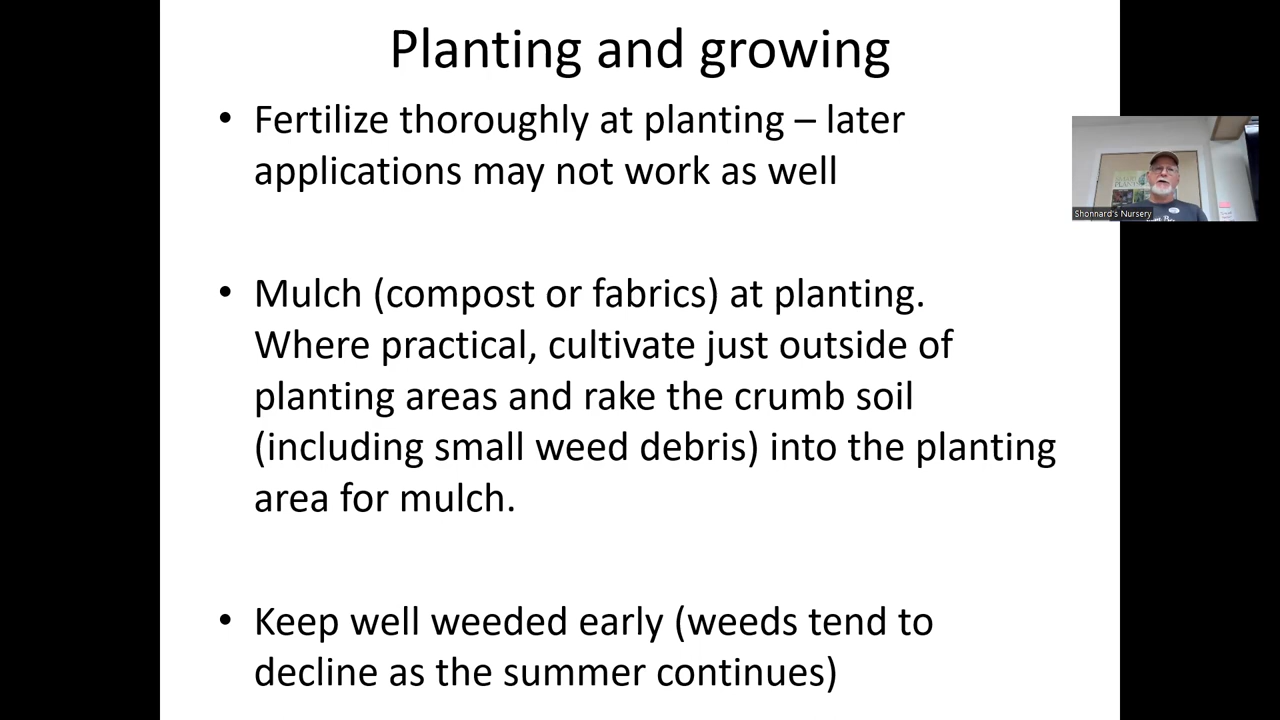 Planting and growing
• Fertilize thoroughly at planting – later
applications may not work as well
• Mulch (compost or fabrics) at planting.
Where practical, cultivate just outside of
planting areas and rake the crumb soil
(including small weed debris) into the planting
area for mulch.
• Keep well weeded early (weeds tend to
decline as the summer continues)
Shonnard's Nursery